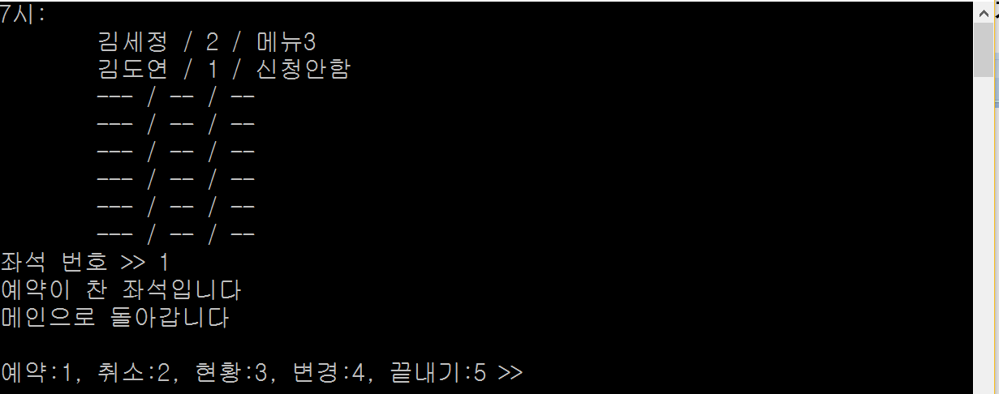 7시:
김세정 / 2 / 메뉴3
김도연 / 1 / 신청안함
--- / -- / --
--- / -- / --
--- / -- / --
--- / -- / --
--- / -- / --
--- / -- / --
좌석 번호 >> 1
예약이 찬 좌석입니다
메인으로 돌아갑니다
예약:1, 취소:2, 현황:3, 변경:4, 끝내기:5 >>